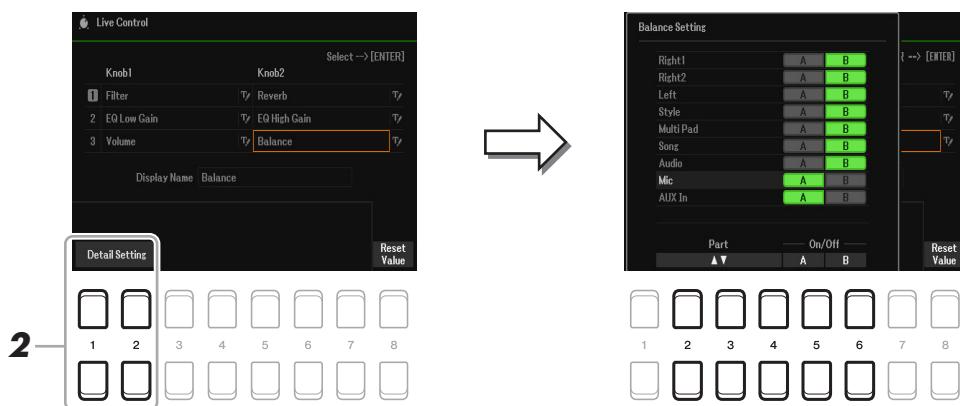 Live Control
Select --> [ENTER]
Knob1 Knob2
1 Filter T/ Reverb T/
2 EQ Low Gain T/ EQ High Gain T/
3 Volume T/ Balance T/
Display Name Balance
Detail Setting
Reset
Value
2
1 2 3 4 5 6 7 8
Balance Setting
--> [ENTER]
Right1 A B
Right2 A B
Left A B
Style A B
Multi Pad A B
Song A B
Audio A B
Mic A B
AUX In A B
T/
T/
T/
Part On/Off
▲▼ A B
Reset
Value
1 2 3 4 5 6 7 8